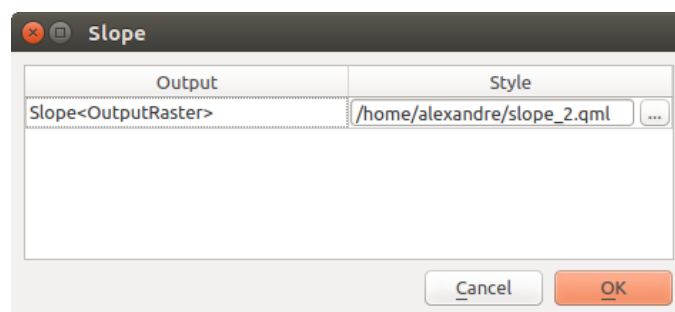 Slope
Output Style
Slope<OutputRaster> /home/alexandre/slope_2.qml ...
Cancel OK